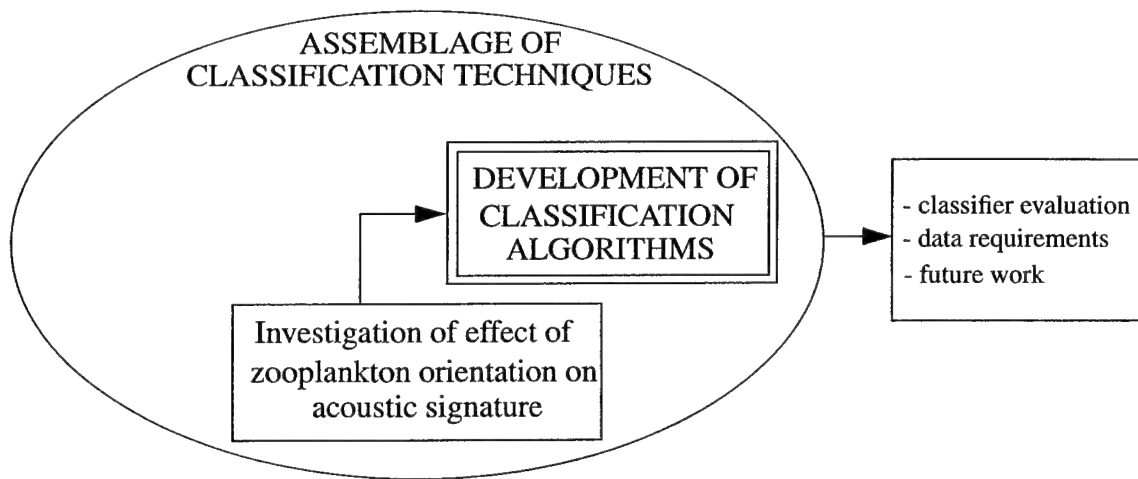 ASSEMBLAGE OF
CLASSIFICATION TECHNIQUES
DEVELOPMENT OF
CLASSIFICATION
ALGORITHMS
Investigation of effect of
zooplankton orientation on
acoustic signature
- classifier evaluation
- data requirements
- future work